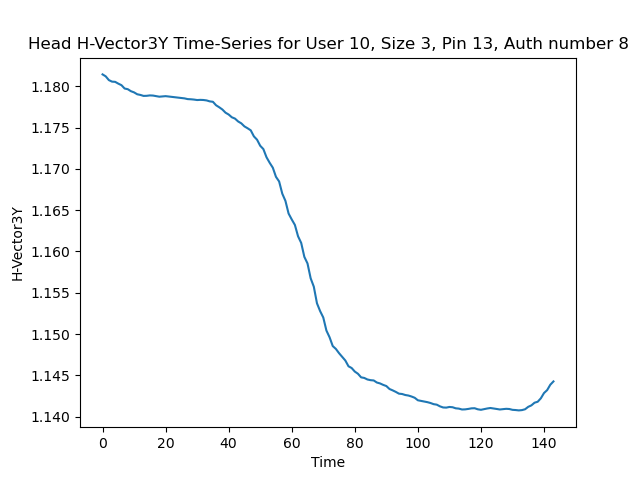 Head H-Vector3Y Time-Series for User 10, Size 3, Pin 13, Auth number 8
1.180
1.175
1.170
1.165
1.160
1.155
1.150
1.145
1.140
H-Vector3Y
0 20 40 60 80 100 120 140
Time